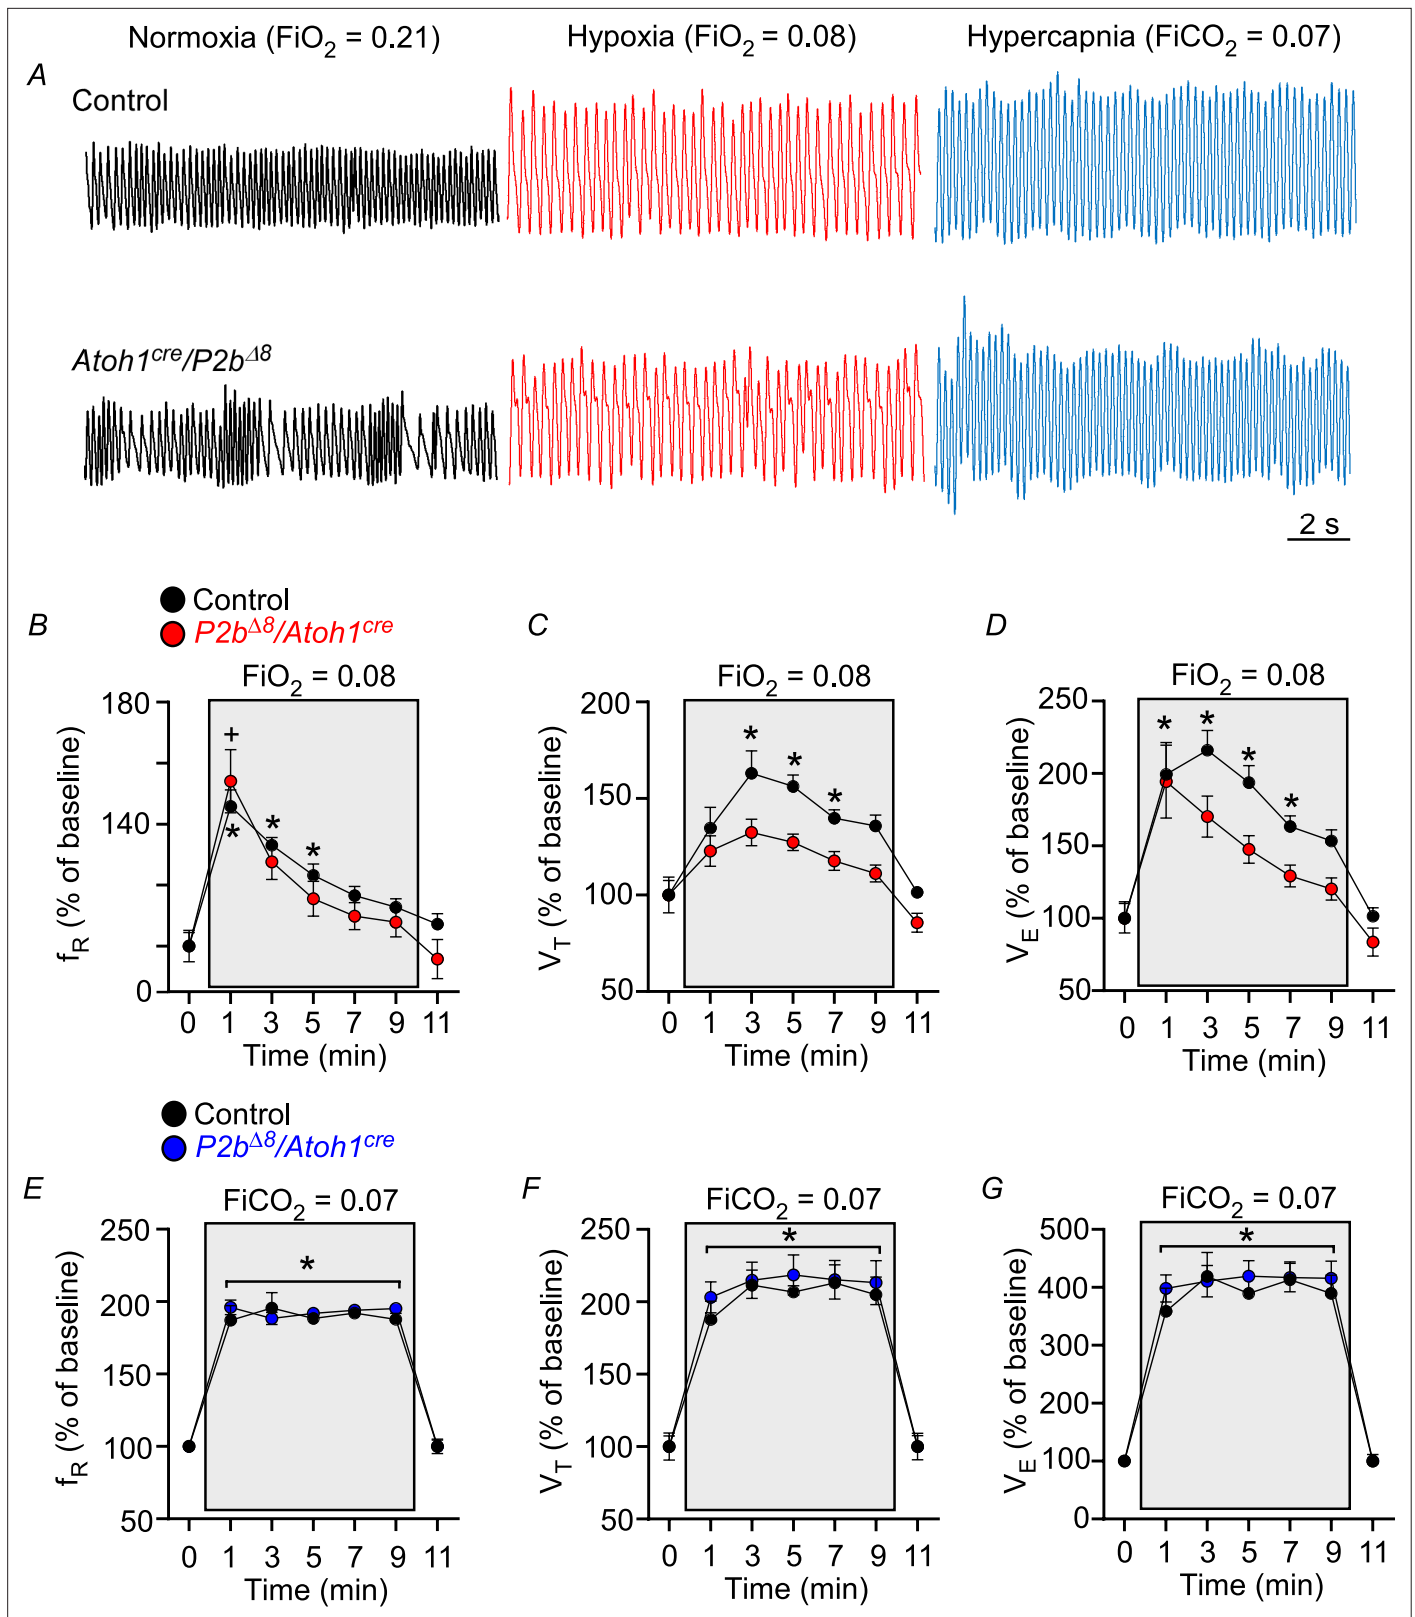 Normoxia (FiO2 = 0.21) Hypoxia (FiO2 = 0.08) Hypercapnia (FiCO2 = 0.07)
A
Control
Atoh1cre/P2bΔ8
2 s
Control
P2bΔ8/Atoh1cre
B
FiO2 = 0.08
fR (% of baseline)
180
140
0
+
*
*
*
0 1 3 5 7 9 11
Time (min)
C
FiO2 = 0.08
VT (% of baseline)
200
150
100
50
*
*
*
0 1 3 5 7 9 11
Time (min)
D
FiO2 = 0.08
VE (% of baseline)
250
200
150
100
50
*
*
*
*
0 1 3 5 7 9 11
Time (min)
Control
P2bΔ8/Atoh1cre
E
FiCO2 = 0.07
fR (% of baseline)
250
200
150
100
50
*
0 1 3 5 7 9 11
Time (min)
F
FiCO2 = 0.07
VT (% of baseline)
250
200
150
100
50
*
0 1 3 5 7 9 11
Time (min)
G
FiCO2 = 0.07
VE (% of baseline)
500
400
300
200
100
0
*
0 1 3 5 7 9 11
Time (min)